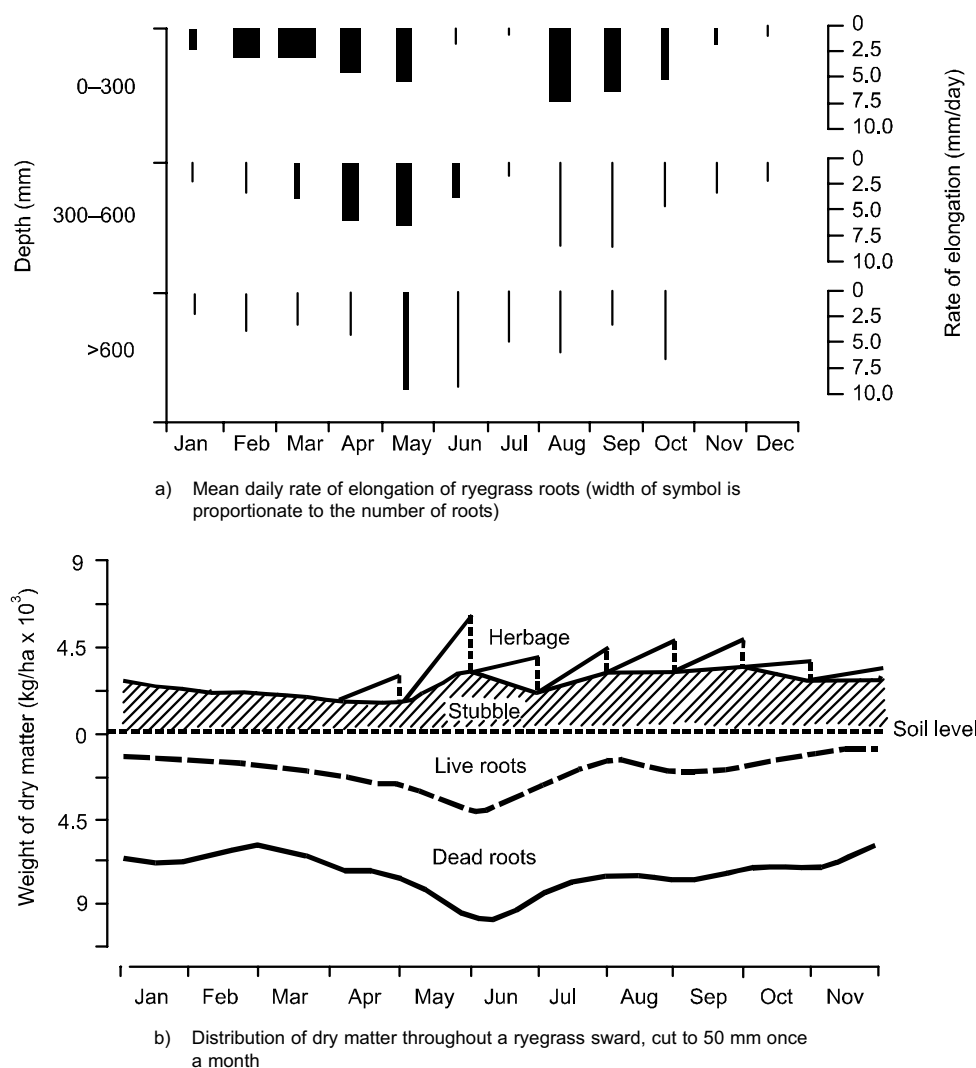 0
2.5
5.0
7.5
10.0
0–300
0
2.5
5.0
7.5
10.0
300–600
0
2.5
5.0
7.5
10.0
>600
Depth (mm)
Rate of elongation (mm/day)
Jan Feb Mar Apr May Jun Jul Aug Sep Oct Nov Dec
a) Mean daily rate of elongation of ryegrass roots (width of symbol is
proportionate to the number of roots)
9
4.5
0
4.5
9
Weight of dry matter (kg/ha x 10³)
Herbage
Stubble
Soil level
Live roots
Dead roots
Jan Feb Mar Apr May Jun Jul Aug Sep Oct Nov
b) Distribution of dry matter throughout a ryegrass sward, cut to 50 mm once
a month